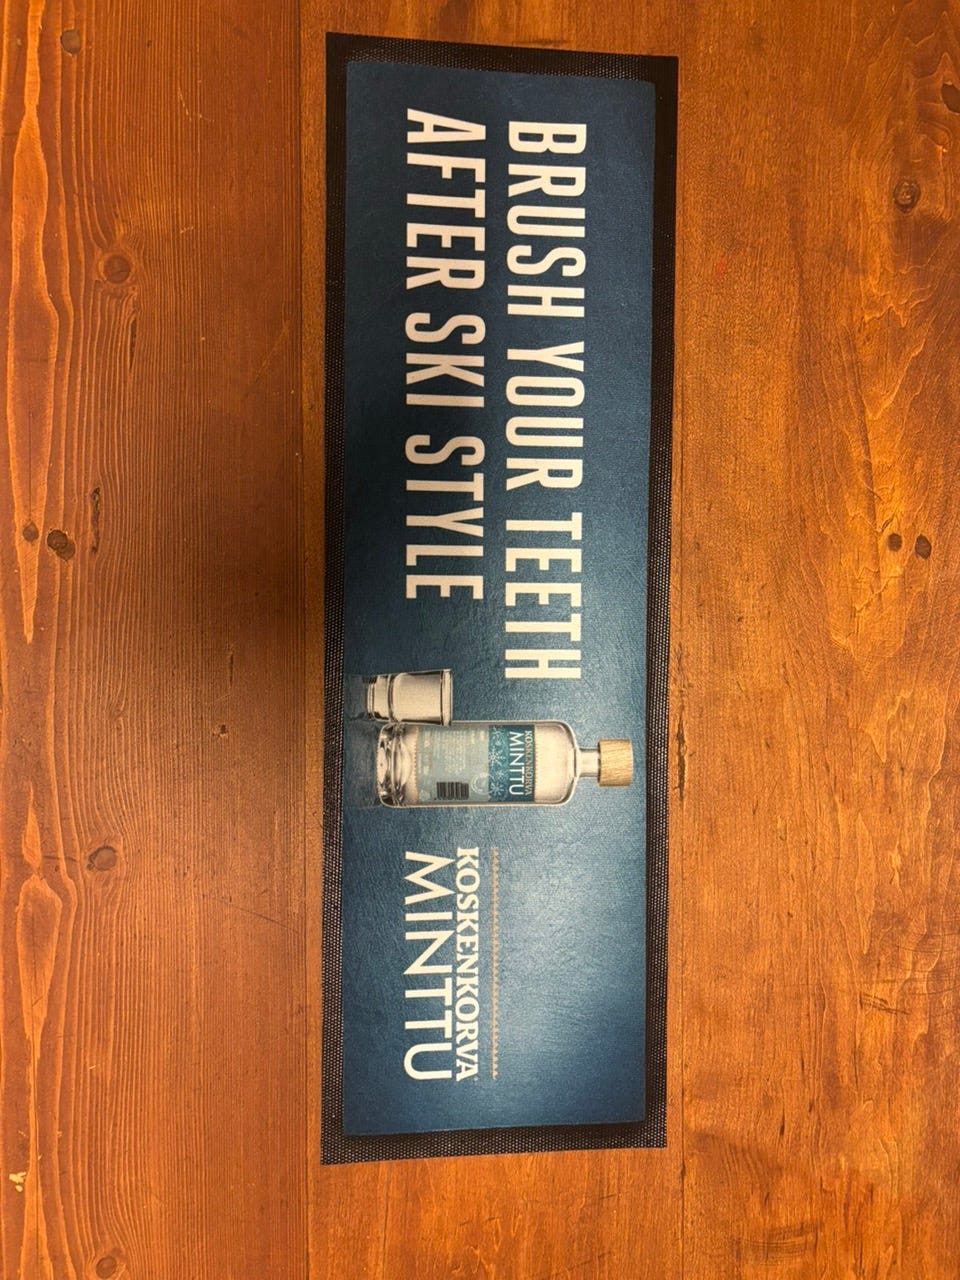 BRUSH YOUR TEETH
AFTER SKI STYLE
KOSKENKORVA
MINTTU
KOSKENKORVA
MINTTU